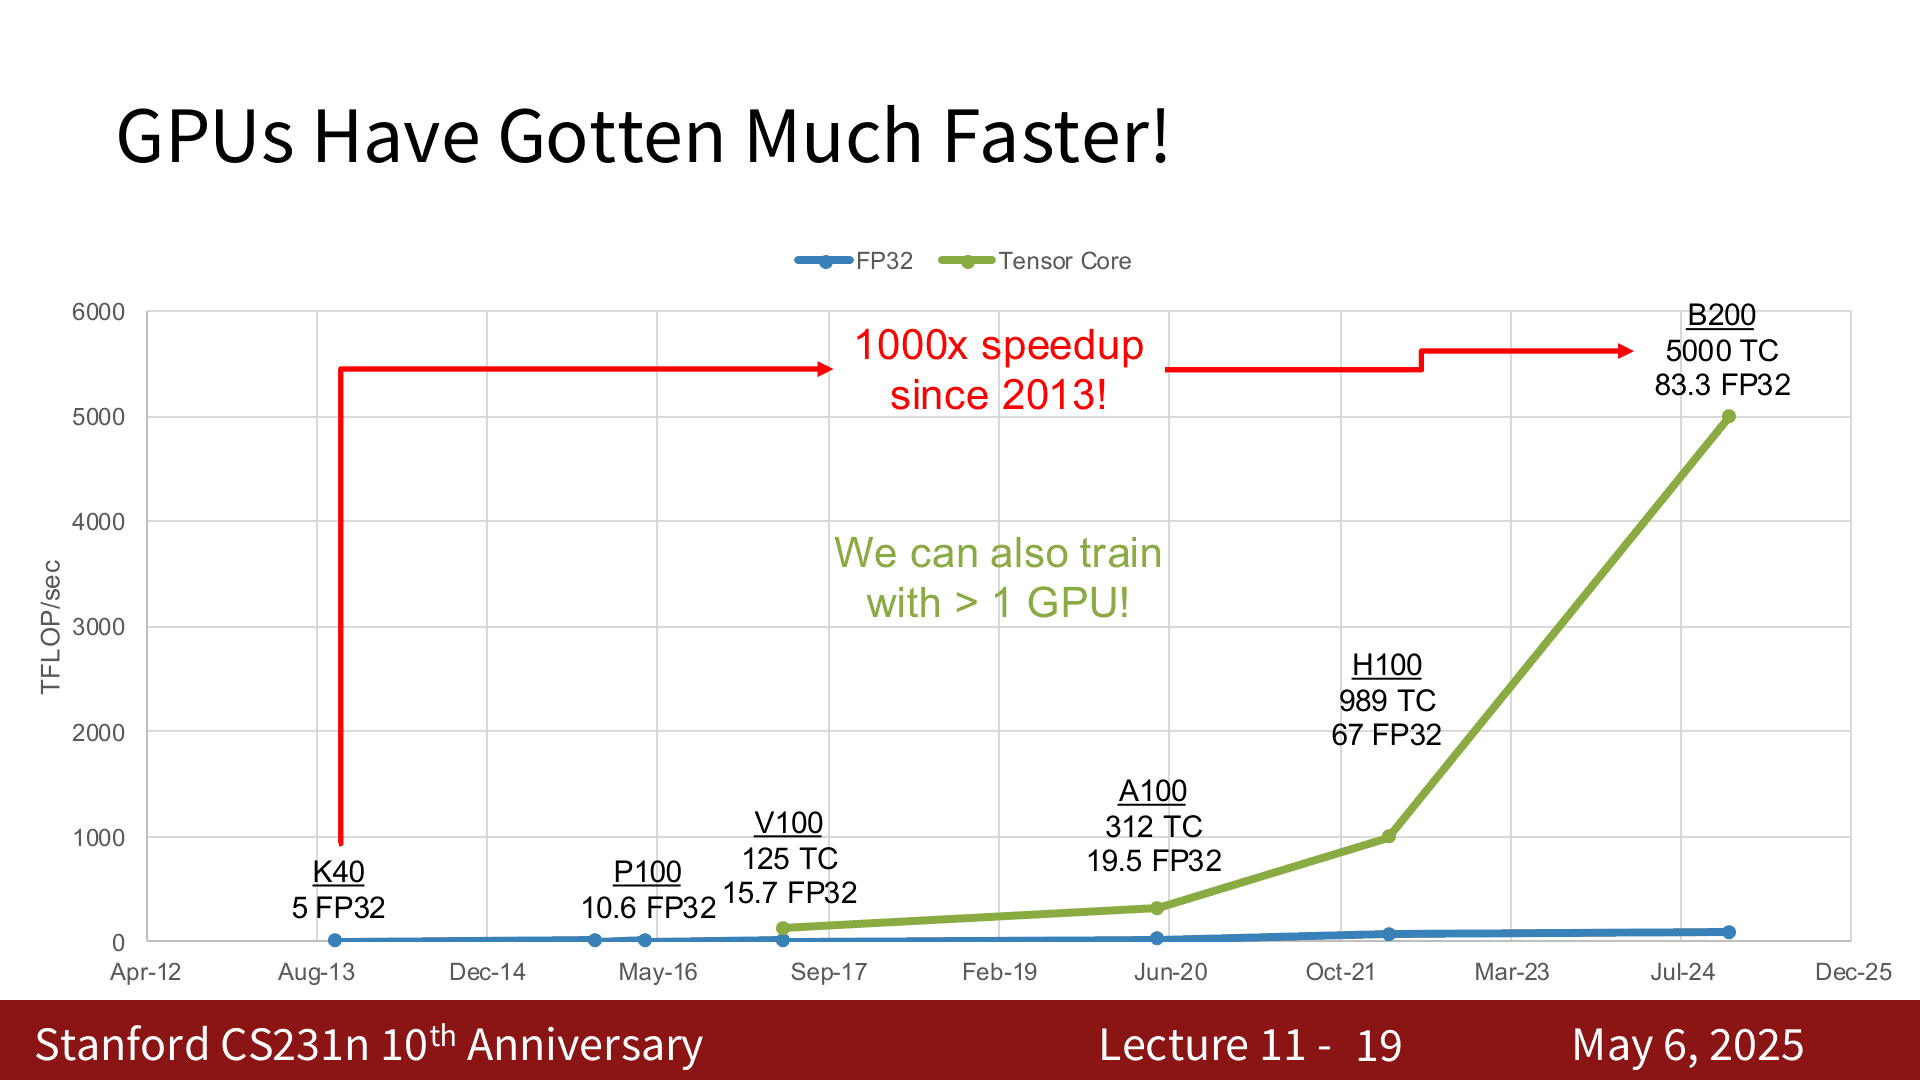 GPUs Have Gotten Much Faster!
FP32
Tensor Core
6000
5000
4000
3000
2000
1000
0
TFLOP/sec
1000x speedup
since 2013!
We can also train
with > 1 GPU!
K40
5 FP32
P100
10.6 FP32
V100
125 TC
15.7 FP32
A100
312 TC
19.5 FP32
H100
989 TC
67 FP32
B200
5000 TC
83.3 FP32
Apr-12
Aug-13
Dec-14
May-16
Sep-17
Feb-19
Jun-20
Oct-21
Mar-23
Jul-24
Dec-25
Stanford CS231n 10th Anniversary
Lecture 11 - 19
May 6, 2025